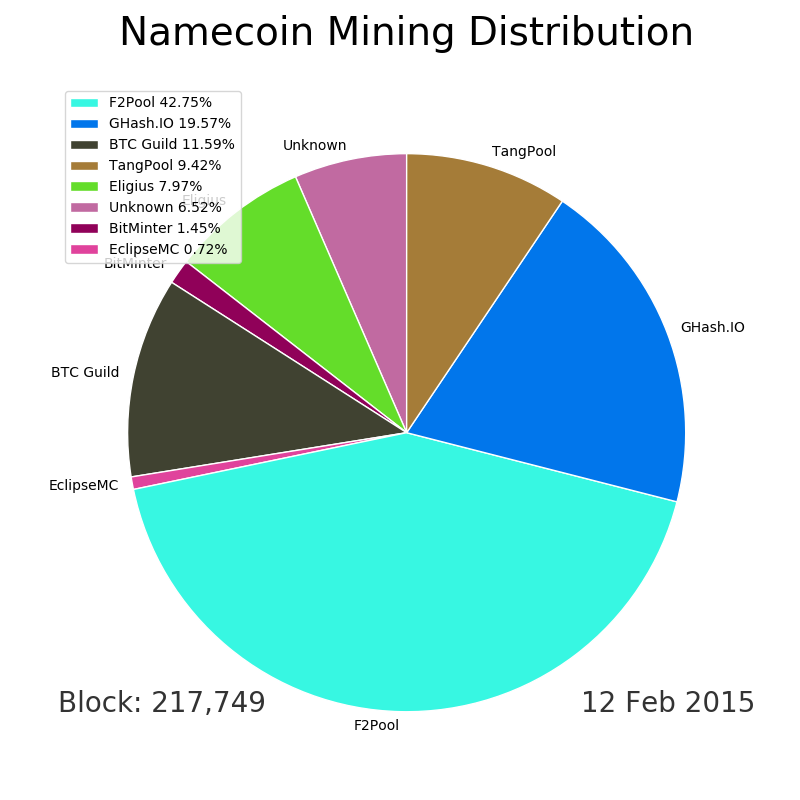 Namecoin Mining Distribution
F2Pool 42.75%
GHash.IO 19.57%
BTC Guild 11.59%
TangPool 9.42%
Eligius 7.97%
Unknown 6.52%
BitMinter 1.45%
EclipseMC 0.72%
Unknown
TangPool
Eligius
BitMinter
GHash.IO
BTC Guild
EclipseMC
F2Pool
Block: 217,749
12 Feb 2015